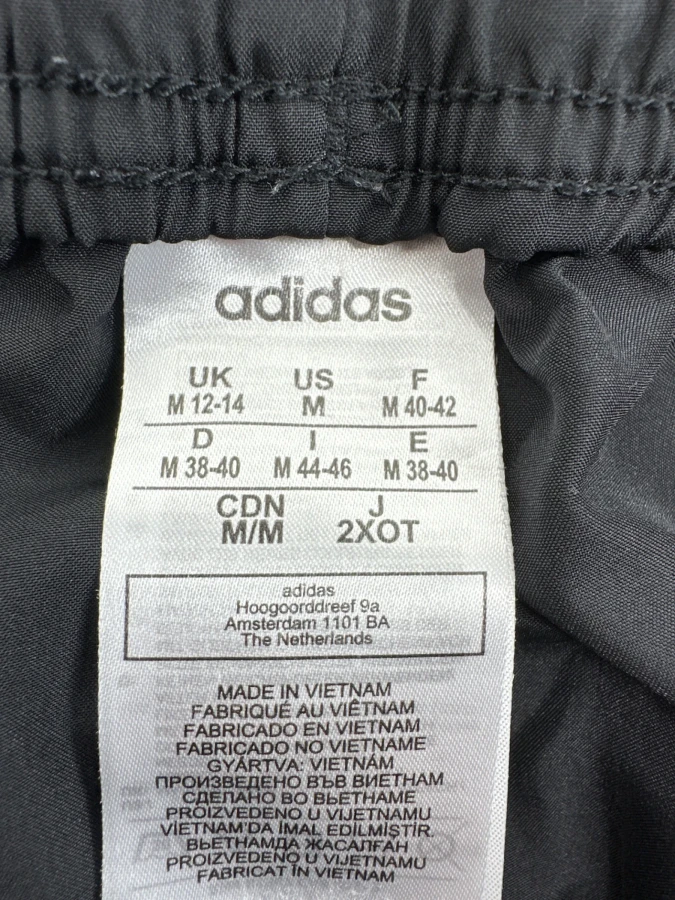 adidas
UK US F
M 12-14 M M 40-42
D I E
M 38-40 M 44-46 M 38-40
CDN J
M/M 2XOT
adidas
Hoogoorddreef 9a
Amsterdam 1101 BA
The Netherlands
MADE IN VIETNAM
FABRIQUÉ AU VIÊTNAM
FABRICADO EN VIETNAM
FABRICADO NO VIETNAME
GYÁRTVA: VIETNÁM
ПРОИЗВЕДЕНО ВЪВ ВИЕТНАМ
СДЕЛАНО ВО ВЬЕТНАМЕ
PROIZVEDENO U VIJETNAMU
VİETNAM'DA IMAL EDİLMİŞTİR.
ВЬЕТНАМДА ЖАСАЛҒАН
PROIZVEDENO U VIJETNAMU
FABRICAT ÎN VIETNAM